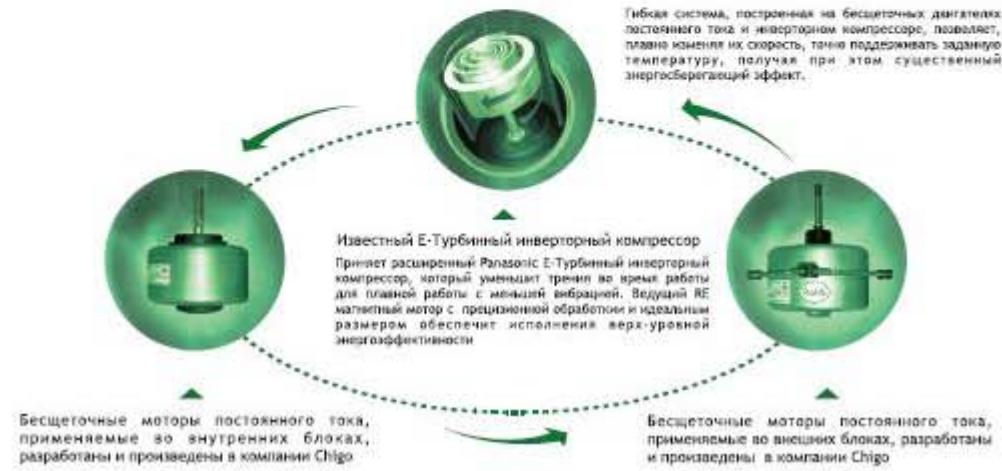 Гибкая система, построенная на бесщеточных двигателях
постоянного тока и инверторном компрессоре, позволяет,
плавно изменяя их скорость, точно поддерживать заданную
температуру, получая при этом существенный
энергосберегающий эффект.
Известный Е-Турбинный инверторный компрессор
Примет расширенный Panasonic Е-Турбинный инверторный
компрессор, который уменьшит трения во время работы
для плавной работы с меньшей вибрацией. Ведущий RE
магнитный мотор с прецизионной обработкии и идеальным
размером обеспечит исполнения верх-уровной
энергоэффективности
Бесщеточные моторы постоянного тока,
применяемые во внутренних блоках,
разработаны и произведены в компании Chigo
Бесщеточные моторы постоянного тока,
применяемые во внешних блоках, разработаны
и произведены в компании Chigo